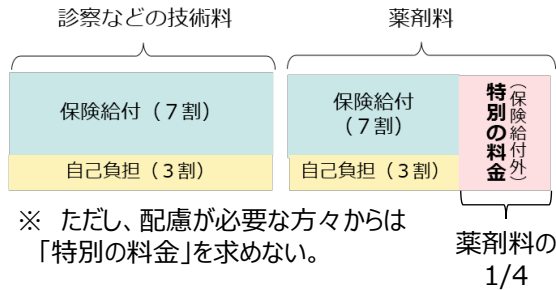 診察などの技術料
薬剤料
保険給付（７割）
自己負担（３割）
保険給付
（７割）
自己負担（３割）
特別の料金
（保険給付外）
※　ただし、配慮が必要な方々からは
「特別の料金」を求めない。
薬剤料の
1/4